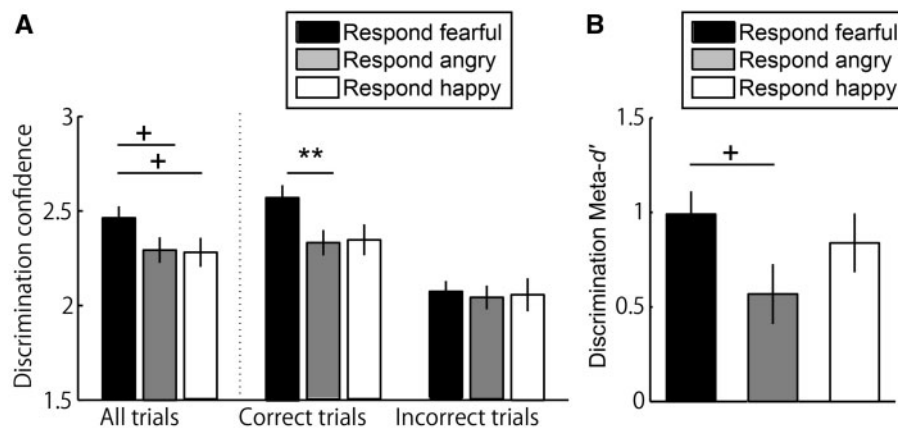 A
Respond fearful
Respond angry
Respond happy
Discrimination confidence
3
2.5
2
1.5
+
+
**
All trials
Correct trials
Incorrect trials
B
Respond fearful
Respond angry
Respond happy
Discrimination Meta-d′
1.5
1
0.5
0
+